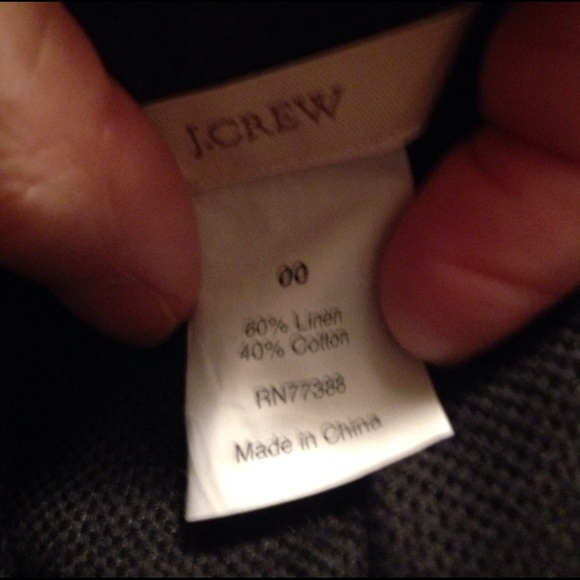 J.CREW
00
60% Linen
40% Cotton
RN77388
Made in China